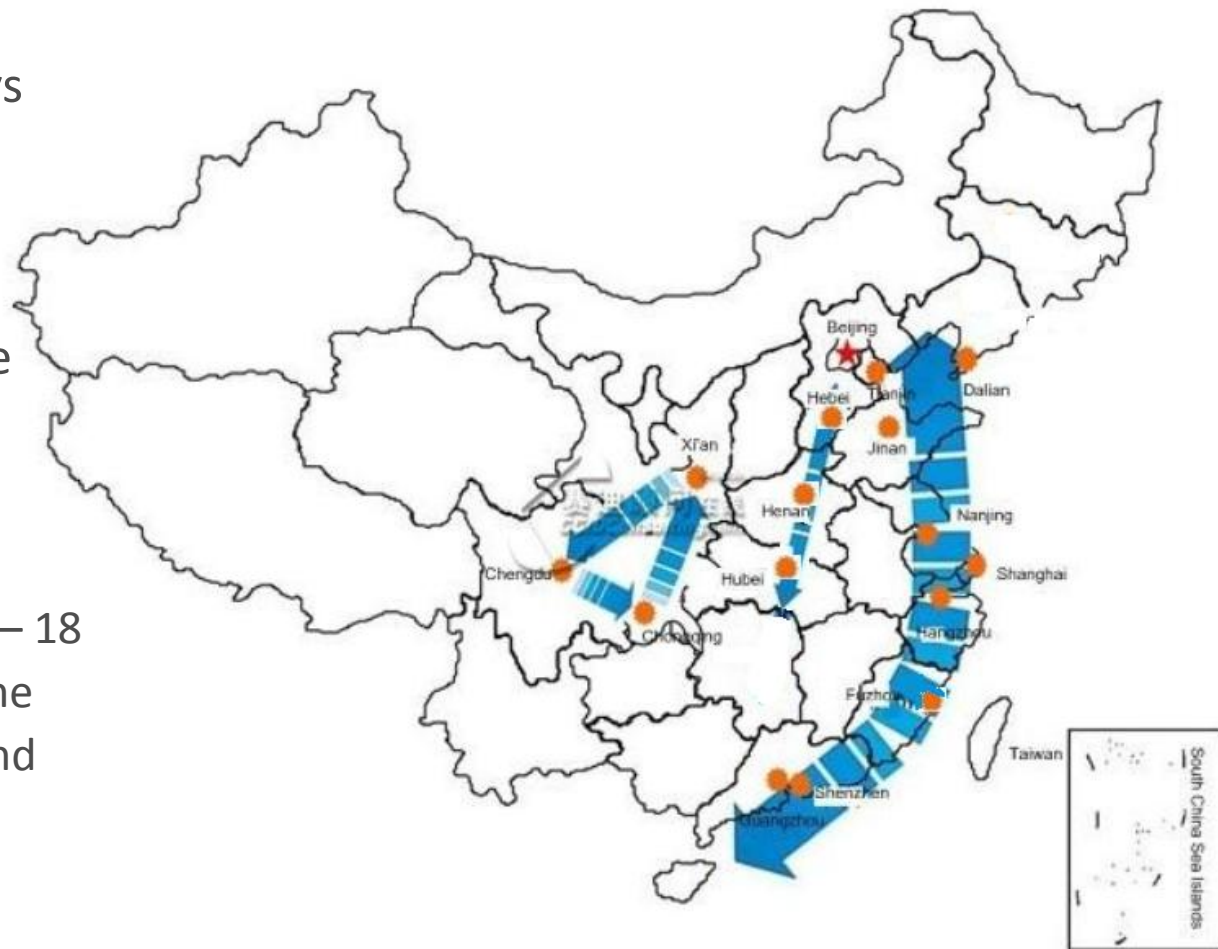 ys
e
– 18
ne
nd
Beijing
Hebei
Tianjin
Dalian
Jinan
Xi'an
Henan
Nanjing
Chengdu
Hubei
Shanghai
Chongqing
Hangzhou
Fuzhou
Taiwan
Shenzhen
Guangzhou
South China Sea Islands